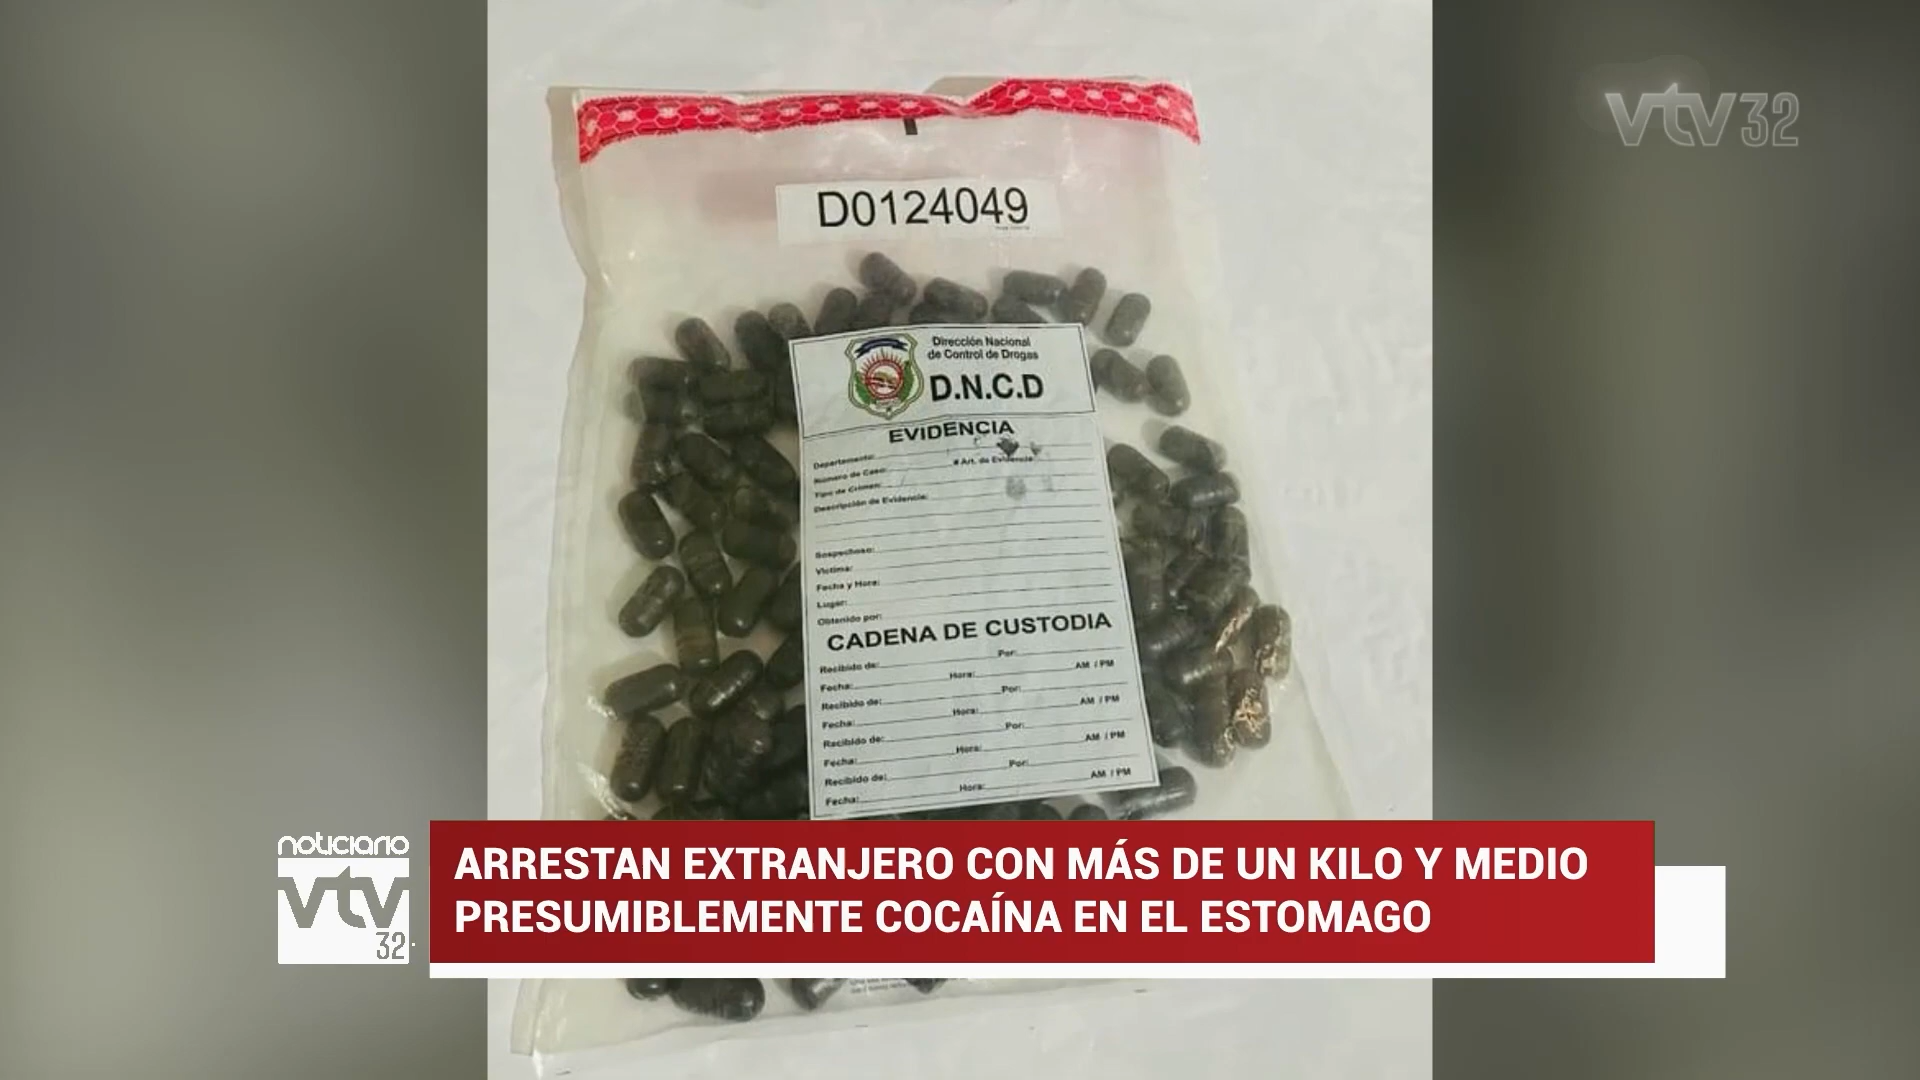 vtv32
D0124049
Dirección Nacional
de Control de Drogas
D.N.C.D
EVIDENCIA
Departamento:
Número de Caso: # Art. de Evidencia
Tipo de Crimen:
Descripción de Evidencia:
Sospechoso:
Víctima:
Fecha y Hora:
Lugar:
Obtenido por:
CADENA DE CUSTODIA
Recibido de: Por:
Fecha: Hora: AM / PM
Recibido de: Por:
Fecha: Hora: AM / PM
Recibido de: Por:
Fecha: Hora: AM / PM
Recibido de: Por:
Fecha: Hora: AM / PM
noticiario
vtv
32
ARRESTAN EXTRANJERO CON MÁS DE UN KILO Y MEDIO
PRESUMIBLEMENTE COCAÍNA EN EL ESTOMAGO